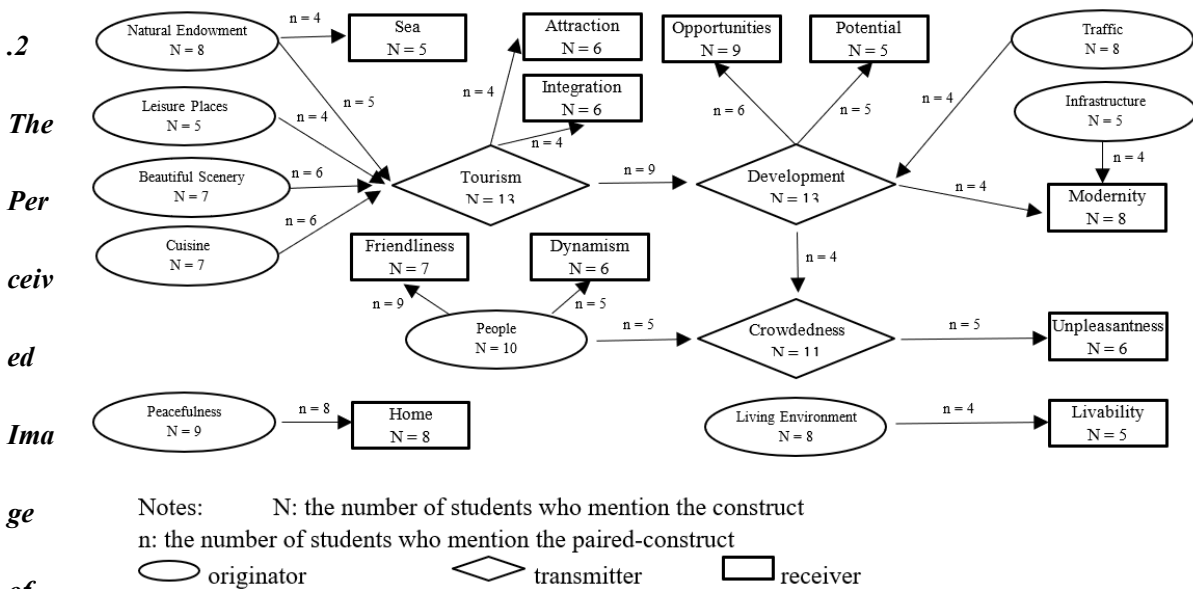 .2
The
Per
ceiv
ed
Ima
ge
of
Natural Endowment
N = 8
n = 4
Sea
N = 5
Attraction
N = 6
Opportunities
N = 9
Potential
N = 5
Traffic
N = 8
Leisure Places
N = 5
n = 5
n = 4
n = 4
Integration
N = 6
n = 4
n = 6
n = 5
n = 4
Infrastructure
N = 5
n = 4
Beautiful Scenery
N = 7
n = 6
Tourism
N = 13
n = 9
Development
N = 13
n = 4
Modernity
N = 8
Cuisine
N = 7
n = 6
Friendliness
N = 7
Dynamism
N = 6
n = 4
n = 9
n = 5
People
N = 10
n = 5
Crowdedness
N = 11
n = 5
Unpleasantness
N = 6
Peacefulness
N = 9
n = 8
Home
N = 8
Living Environment
N = 8
n = 4
Livability
N = 5
Notes: N: the number of students who mention the construct
n: the number of students who mention the paired-construct
originator transmitter receiver